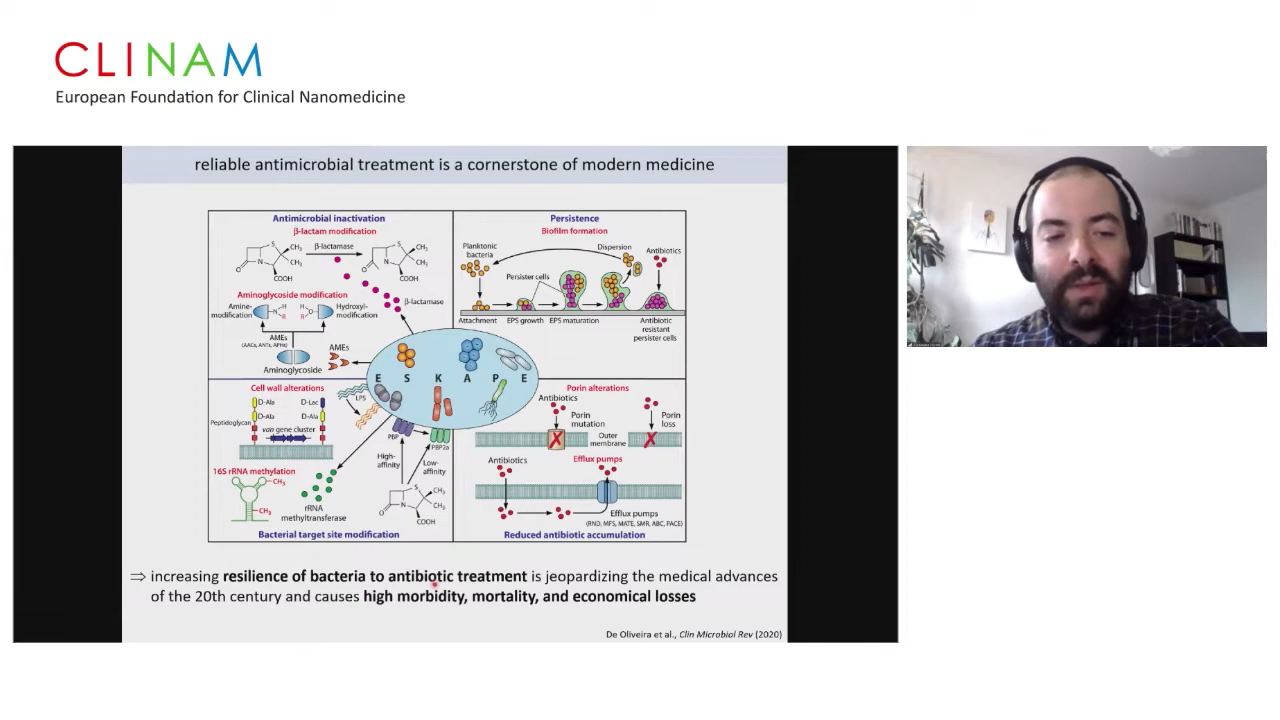 CLINAM
European Foundation for Clinical Nanomedicine
reliable antimicrobial treatment is a cornerstone of modern medicine
Antimicrobial inactivation
β-lactam modification
β-lactamase
S
CH₃
CH₃
N
O
COOH
S
CH₃
CH₃
N
O
COOH
β-lactamase
Aminoglycoside modification
Amine-
modification
N
H
R
H
O
R
Hydroxyl-
modification
AMEs
(AACs, ANTs, APHs)
AMEs
Aminoglycoside
Persistence
Biofilm formation
Planktonic
bacteria
Dispersion
Antibiotics
Persister cells
Attachment
EPS growth
EPS maturation
Antibiotic
resistant
persister cells
E S K A P E
Cell wall alterations
D-Ala
D-Lac
D-Ala
D-Ala
Peptidoglycan
van gene cluster
LPS
PBP
PBP2a
High-
affinity
Low-
affinity
16S rRNA methylation
CH₃
CH₃
rRNA
methyltransferase
S
CH₃
CH₃
N
O
COOH
Bacterial target site modification
Porin alterations
Antibiotics
Porin
mutation
Outer
membrane
Porin
loss
Antibiotics
Efflux pumps
Efflux pumps
(RND, MFS, MATE, SMR, ABC, PACE)
Reduced antibiotic accumulation
⇒ increasing resilience of bacteria to antibiotic treatment is jeopardizing the medical advances
of the 20th century and causes high morbidity, mortality, and economical losses
De Oliveira et al., Clin Microbiol Rev (2020)